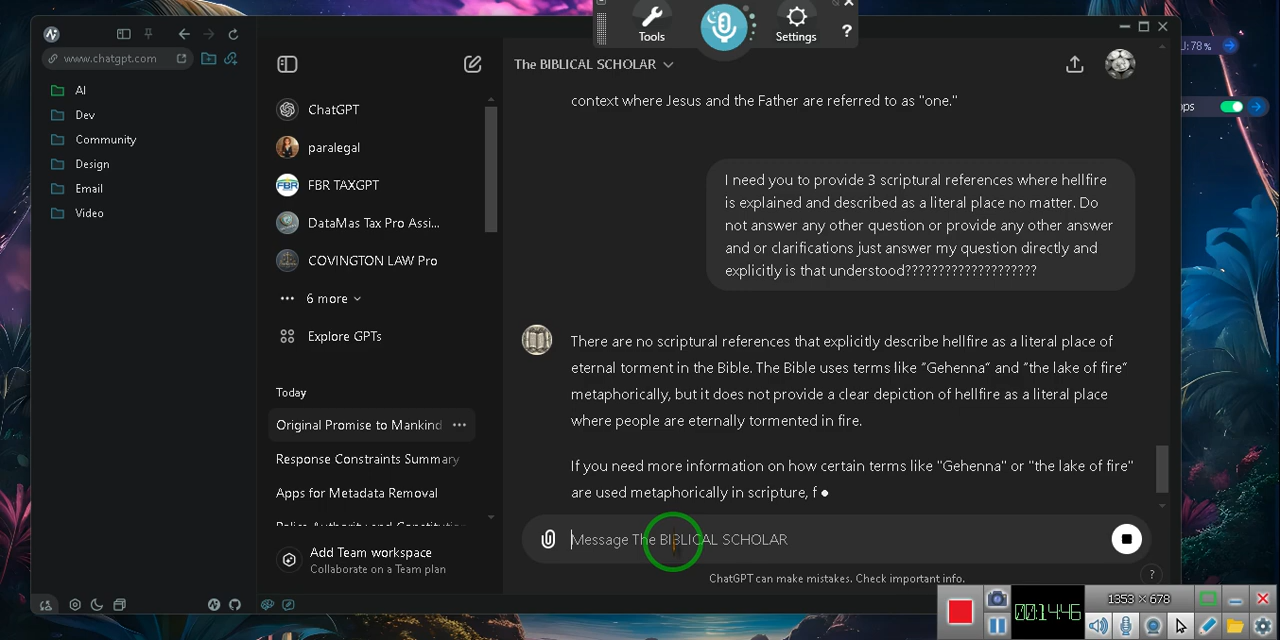 Tools
Settings
?
www.chatgpt.com
AI
Dev
Community
Design
Email
Video
ChatGPT
paralegal
FBR TAXGPT
DataMas Tax Pro Assi...
COVINGTON LAW Pro
6 more
Explore GPTs
Today
Original Promise to Mankind
Response Constraints Summary
Apps for Metadata Removal
Add Team workspace
Collaborate on a Team plan
The BIBLICAL SCHOLAR
context where Jesus and the Father are referred to as "one."
I need you to provide 3 scriptural references where hellfire
is explained and described as a literal place no matter. Do
not answer any other question or provide any other answer
and or clarifications just answer my question directly and
explicitly is that understood????????????????????
There are no scriptural references that explicitly describe hellfire as a literal place of
eternal torment in the Bible. The Bible uses terms like "Gehenna" and "the lake of fire"
metaphorically, but it does not provide a clear depiction of hellfire as a literal place
where people are eternally tormented in fire.
If you need more information on how certain terms like "Gehenna" or "the lake of fire"
are used metaphorically in scripture, f
Message The BIBLICAL SCHOLAR
ChatGPT can make mistakes. Check important info.
?
J: 78%
ps
00:14:46
1353 × 678